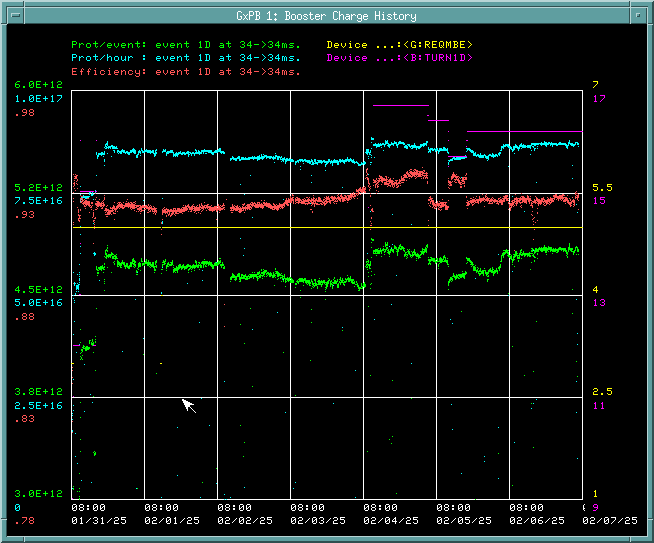 GxPB 1: Booster Charge History
Prot/event: event 1D at 34->34ms. Device ...:<G:REQMBE>
Prot/hour : event 1D at 34->34ms. Device ...:<B:TURN1D>
Efficiency: event 1D at 34->34ms.
6.0E+12 7
1.0E+17 17
.98
5.2E+12 5.5
7.5E+16 15
.93
4.5E+12 4
5.0E+16 13
.88
3.8E+12 2.5
2.5E+16 11
.83
3.0E+12 1
0 08:00 08:00 08:00 08:00 08:00 08:00 08:00 9
.78 01/31/25 02/01/25 02/02/25 02/03/25 02/04/25 02/05/25 02/06/25 02/07/25